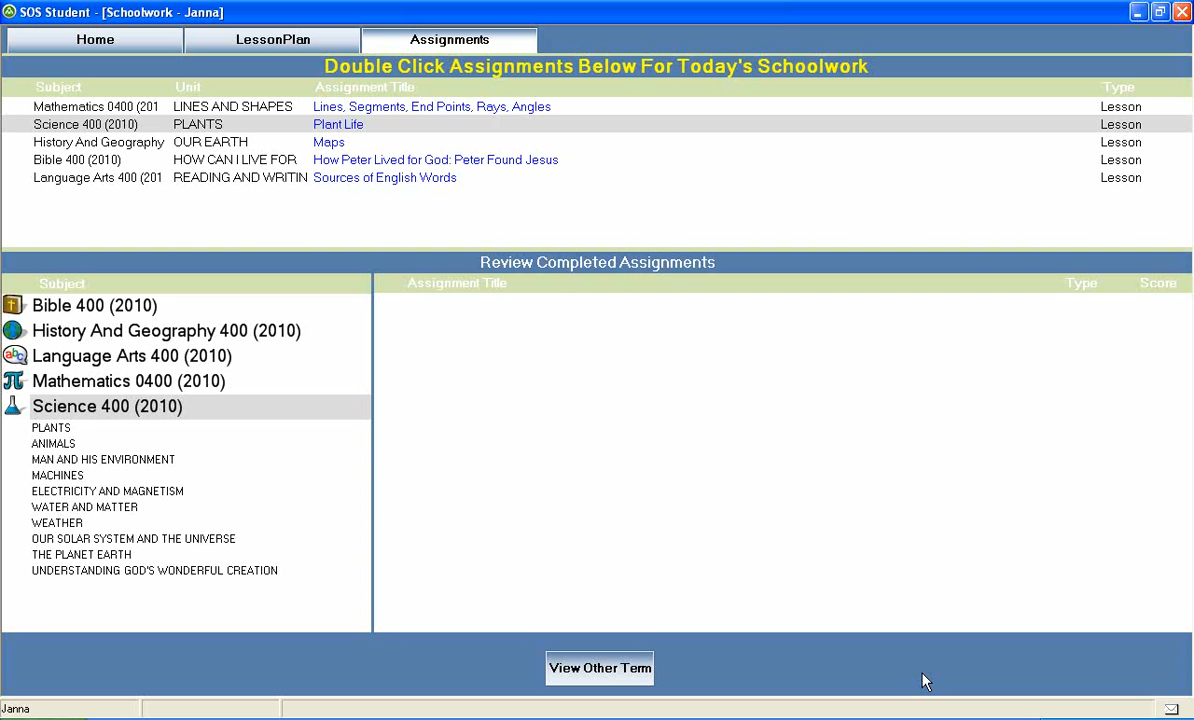 SOS Student - [Schoolwork - Janna]
Home LessonPlan Assignments
Double Click Assignments Below For Today's Schoolwork
Subject Unit Assignment Title Type
Mathematics 0400 (201 LINES AND SHAPES Lines, Segments, End Points, Rays, Angles Lesson
Science 400 (2010) PLANTS Plant Life Lesson
History And Geography OUR EARTH Maps Lesson
Bible 400 (2010) HOW CAN I LIVE FOR How Peter Lived for God: Peter Found Jesus Lesson
Language Arts 400 (201 READING AND WRITIN Sources of English Words Lesson
Review Completed Assignments
Subject Assignment Title Type Score
Bible 400 (2010)
History And Geography 400 (2010)
abc Language Arts 400 (2010)
Mathematics 0400 (2010)
Science 400 (2010)
PLANTS
ANIMALS
MAN AND HIS ENVIRONMENT
MACHINES
ELECTRICITY AND MAGNETISM
WATER AND MATTER
WEATHER
OUR SOLAR SYSTEM AND THE UNIVERSE
THE PLANET EARTH
UNDERSTANDING GOD'S WONDERFUL CREATION
View Other Term
Janna